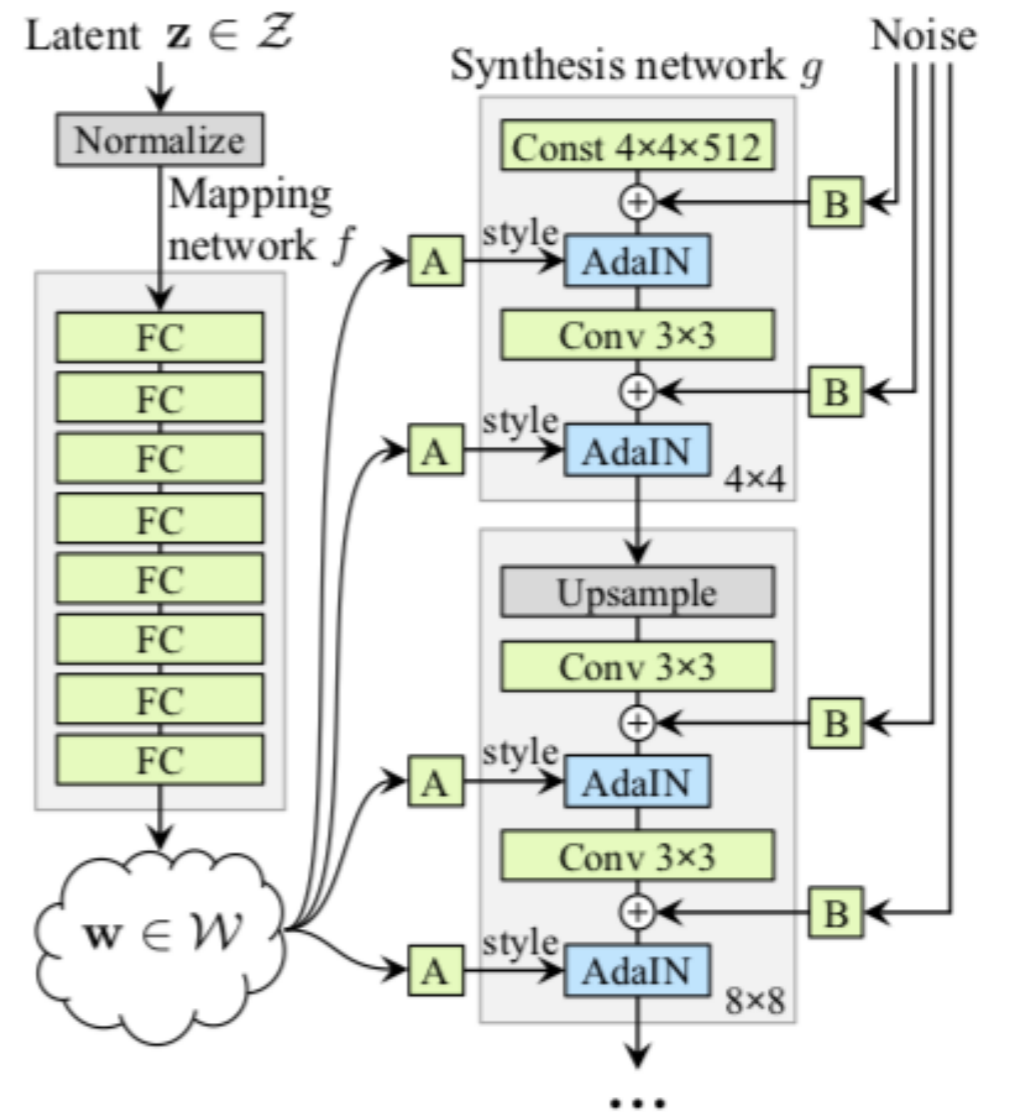 Latent z ∈ 𝒵
Normalize
Mapping
network f
FC
FC
FC
FC
FC
FC
FC
FC
w ∈ 𝒲
Synthesis network g
Noise
Const 4×4×512
+
B
A
style
AdaIN
Conv 3×3
+
B
A
style
AdaIN
4×4
Upsample
Conv 3×3
+
B
A
style
AdaIN
Conv 3×3
+
B
A
style
AdaIN
8×8
...